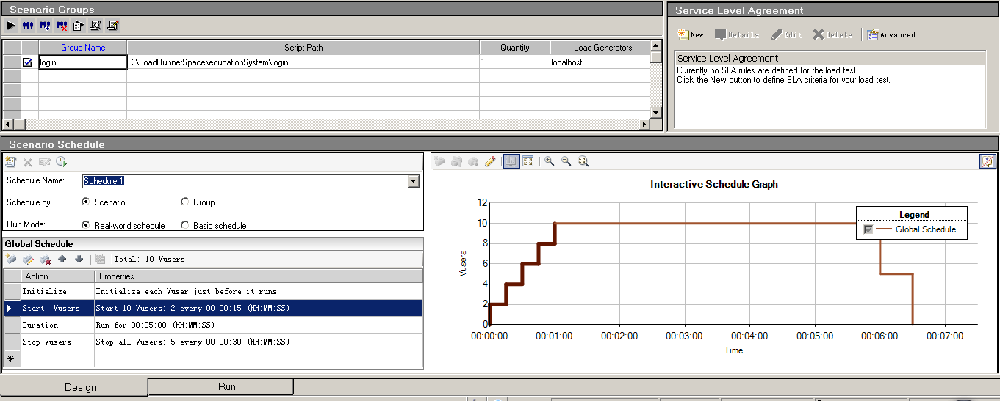 Scenario Groups
Group Name Script Path Quantity Load Generators
login C:\LoadRunnerSpace\educationSystem\login 10 localhost
Service Level Agreement
New Details Edit Delete Advanced
Service Level Agreement
Currently no SLA rules are defined for the load test.
Click the New button to define SLA criteria for your load test.
Scenario Schedule
Schedule Name: Schedule 1
Schedule by: Scenario Group
Run Mode: Real-world schedule Basic schedule
Global Schedule
Total: 10 Vusers
Action Properties
Initialize Initialize each Vuser just before it runs
Start Vusers Start 10 Vusers: 2 every 00:00:15 (HH:MM:SS)
Duration Run for 00:05:00 (HH:MM:SS)
Stop Vusers Stop all Vusers: 5 every 00:00:30 (HH:MM:SS)
Interactive Schedule Graph
Legend
Global Schedule
12
10
8
6
4
2
0
Vusers
00:00:00 00:01:00 00:02:00 00:03:00 00:04:00 00:05:00 00:06:00 00:07:00
Time
Design Run